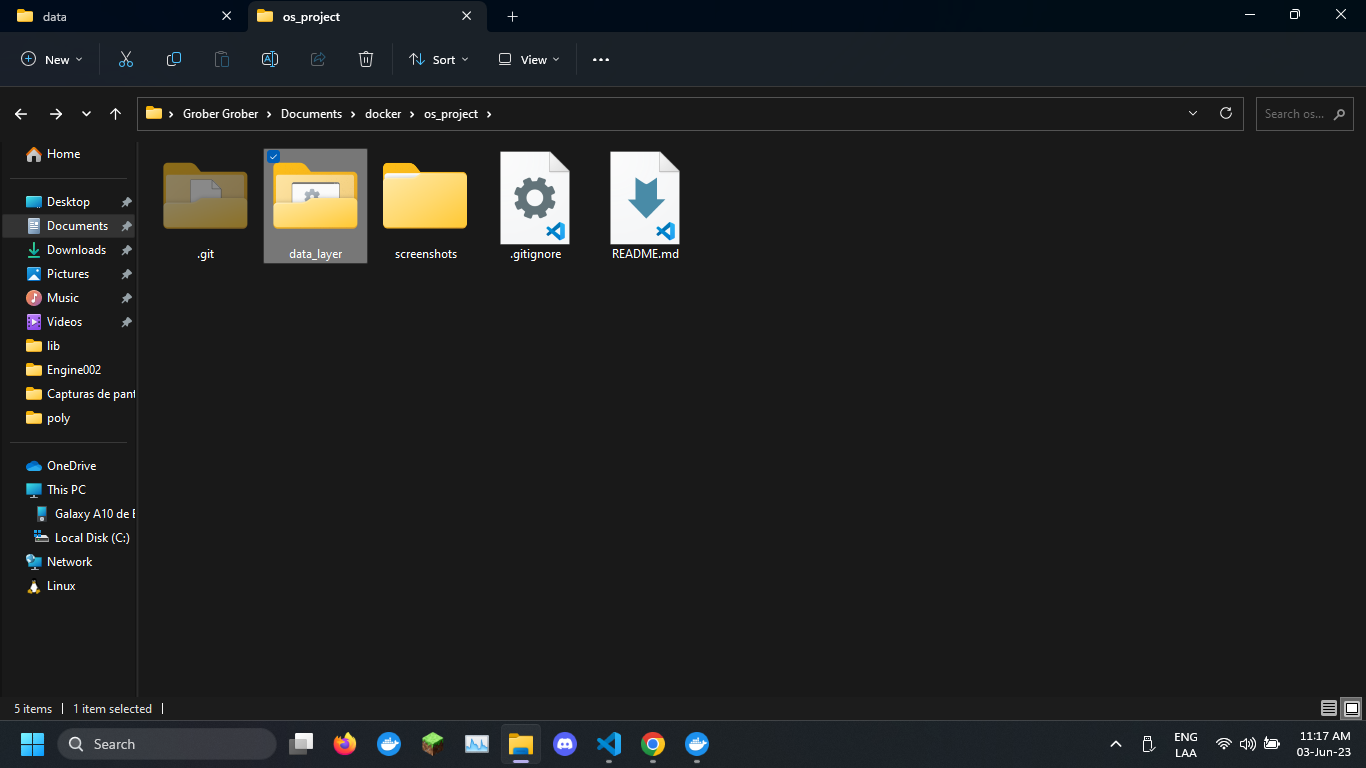 data
os_project
New
Sort
View
Grober Grober
Documents
docker
os_project
Search os...
Home
Desktop
Documents
Downloads
Pictures
Music
Videos
lib
Engine002
Capturas de pant
poly
OneDrive
This PC
Galaxy A10 de
Local Disk (C:)
Network
Linux
.git
data_layer
screenshots
.gitignore
README.md
5 items
1 item selected
Search
ENG
LAA
11:17 AM
03-Jun-23